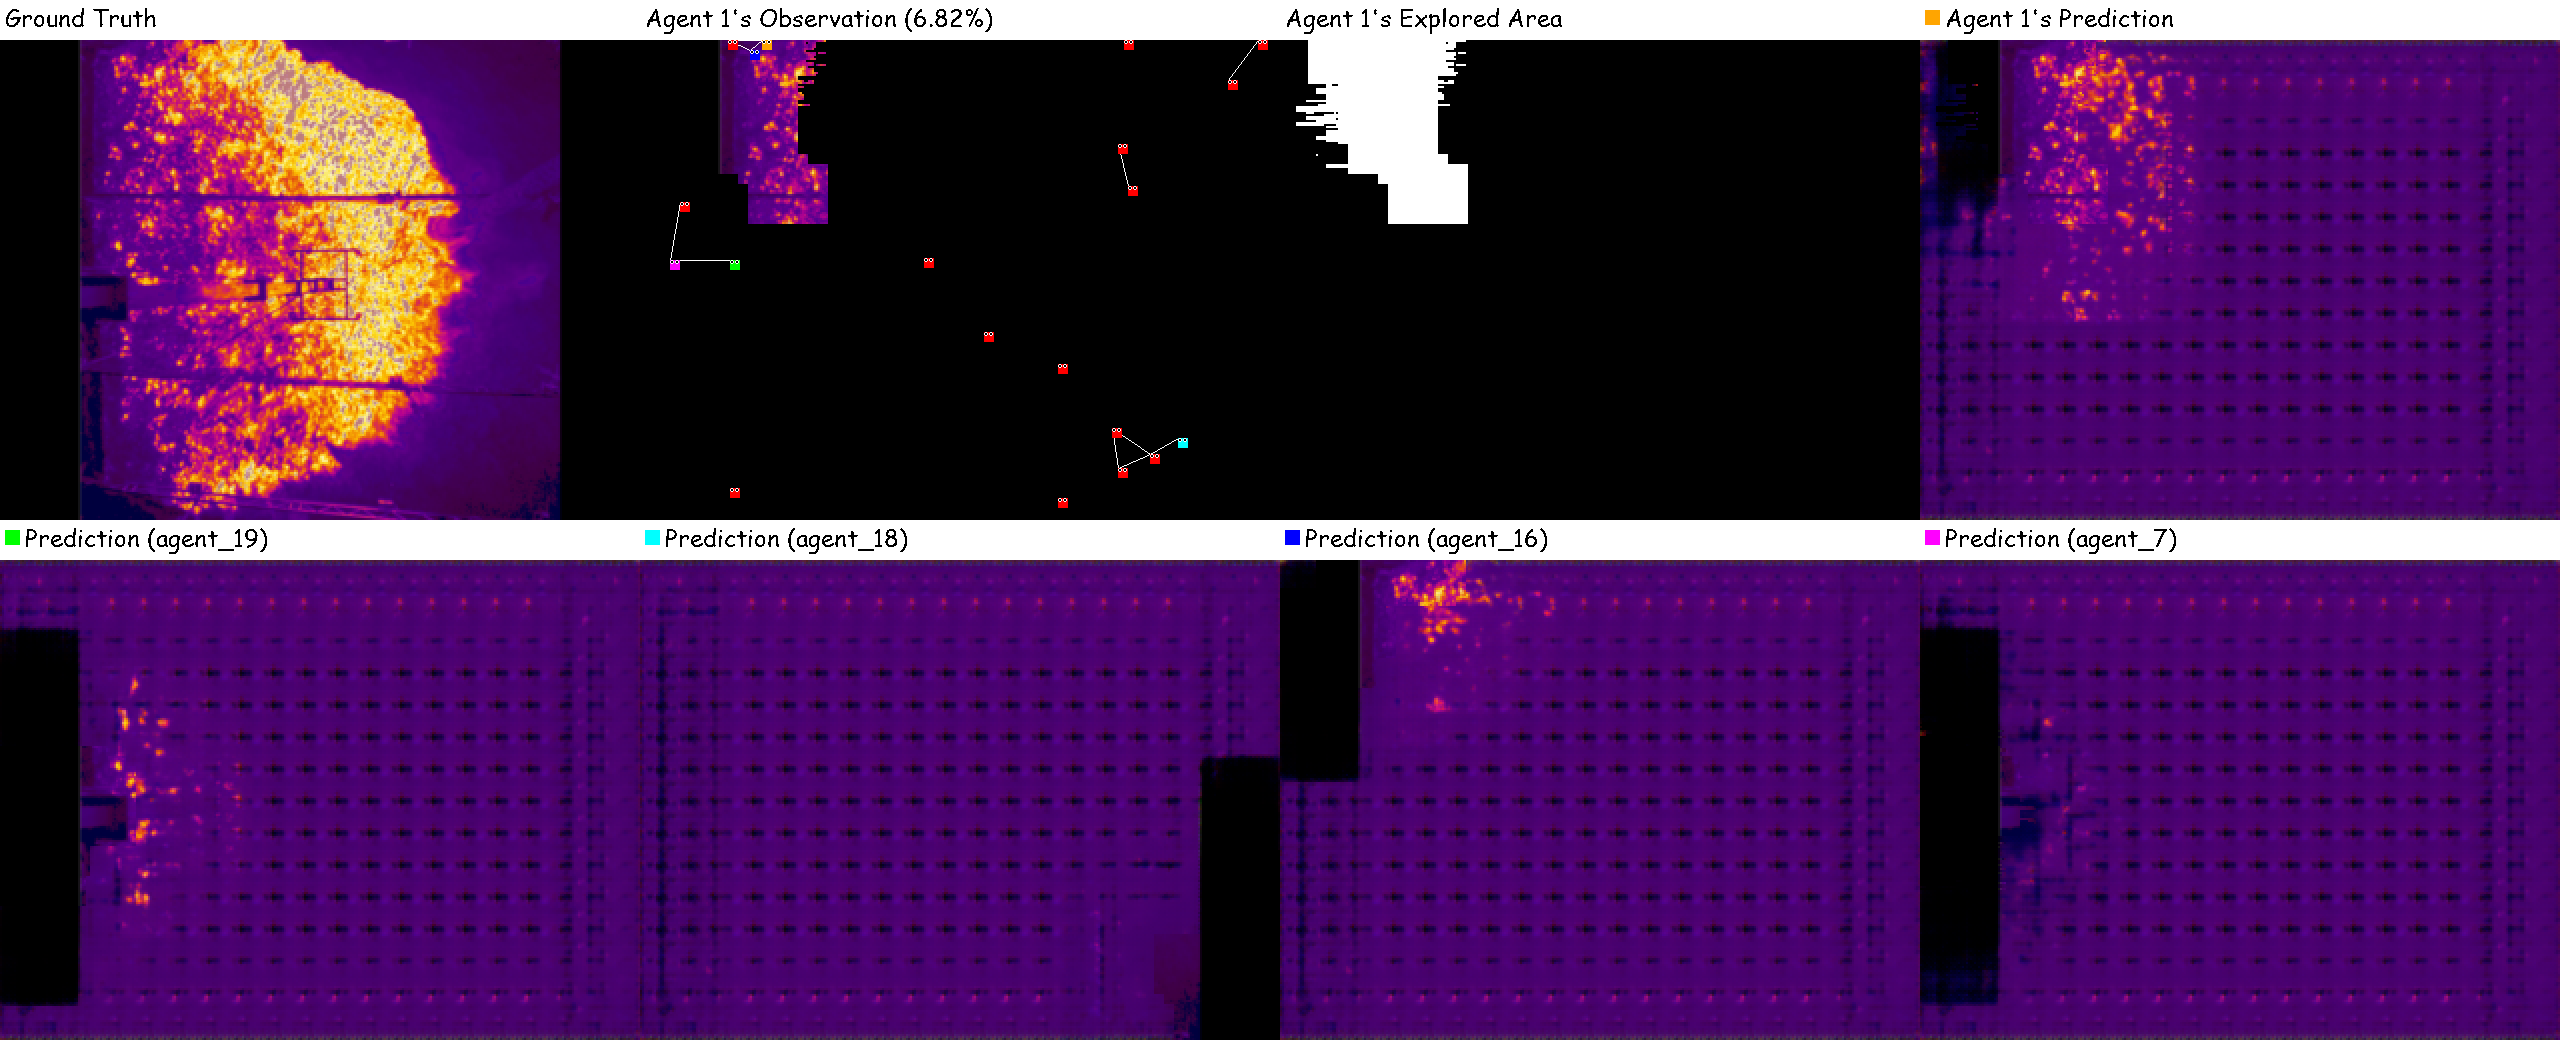 Ground Truth
Agent 1's Observation (6.82%)
Agent 1's Explored Area
Agent 1's Prediction
Prediction (agent_19)
Prediction (agent_18)
Prediction (agent_16)
Prediction (agent_7)